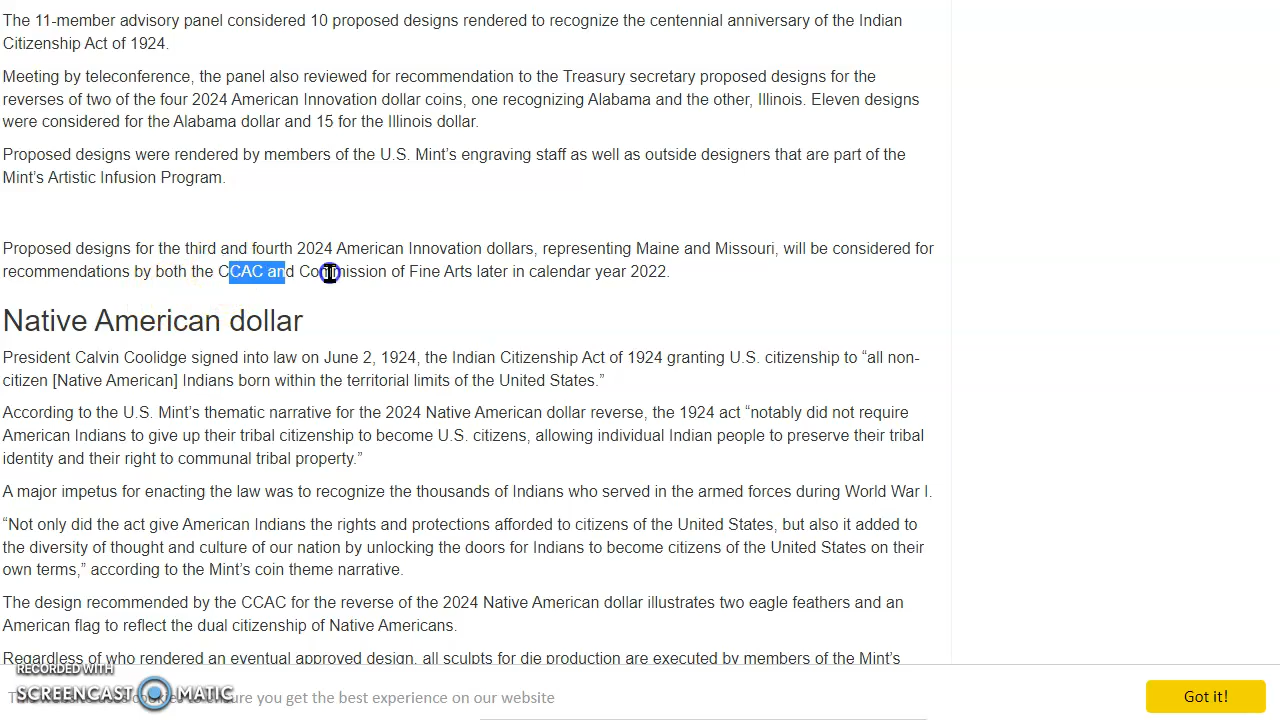 The 11-member advisory panel considered 10 proposed designs rendered to recognize the centennial anniversary of the Indian
Citizenship Act of 1924.
Meeting by teleconference, the panel also reviewed for recommendation to the Treasury secretary proposed designs for the
reverses of two of the four 2024 American Innovation dollar coins, one recognizing Alabama and the other, Illinois. Eleven designs
were considered for the Alabama dollar and 15 for the Illinois dollar.
Proposed designs were rendered by members of the U.S. Mint’s engraving staff as well as outside designers that are part of the
Mint’s Artistic Infusion Program.
Proposed designs for the third and fourth 2024 American Innovation dollars, representing Maine and Missouri, will be considered for
recommendations by both the CCAC and Commission of Fine Arts later in calendar year 2022.
Native American dollar
President Calvin Coolidge signed into law on June 2, 1924, the Indian Citizenship Act of 1924 granting U.S. citizenship to “all non-
citizen [Native American] Indians born within the territorial limits of the United States.”
According to the U.S. Mint’s thematic narrative for the 2024 Native American dollar reverse, the 1924 act “notably did not require
American Indians to give up their tribal citizenship to become U.S. citizens, allowing individual Indian people to preserve their tribal
identity and their right to communal tribal property.”
A major impetus for enacting the law was to recognize the thousands of Indians who served in the armed forces during World War I.
“Not only did the act give American Indians the rights and protections afforded to citizens of the United States, but also it added to
the diversity of thought and culture of our nation by unlocking the doors for Indians to become citizens of the United States on their
own terms,” according to the Mint’s coin theme narrative.
The design recommended by the CCAC for the reverse of the 2024 Native American dollar illustrates two eagle feathers and an
American flag to reflect the dual citizenship of Native Americans.
Regardless of who rendered an eventual approved design, all sculpts for die production are executed by members of the Mint’s
RECORDED WITH
SCREENCAST MATIC
you get the best experience on our website
Got it!